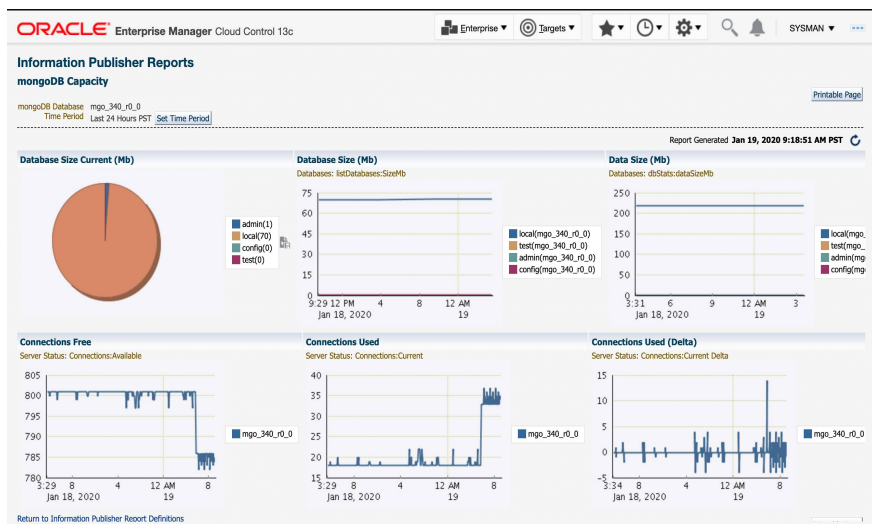 ORACLE® Enterprise Manager Cloud Control 13c
Enterprise Targets SYSMAN
Information Publisher Reports
mongoDB Capacity
Printable Page
mongoDB Database mgo_340_r0_0
Time Period Last 24 Hours PST Set Time Period
Report Generated Jan 19, 2020 9:18:51 AM PST
Database Size Current (Mb)
admin(1)
local(70)
config(0)
test(0)
Database Size (Mb)
Databases: listDatabases:SizeMb
75
60
45
30
15
0
9:29 12 PM 4 8 12 AM
Jan 18, 2020 19
local(mgo_340_r0_0)
test(mgo_340_r0_0)
admin(mgo_340_r0_0)
config(mgo_340_r0_0)
Data Size (Mb)
Databases: dbStats:dataSizeMb
250
200
150
100
50
0
3:31 6 9 12 AM 3
Jan 18, 2020 19
local(mgo_
test(mgo_
admin(mg
config(mg
Connections Free
Server Status: Connections:Available
805
800
795
790
785
780
3:29 8 4 12 AM 8
Jan 18, 2020 19
mgo_340_r0_0
Connections Used
Server Status: Connections:Current
40
35
30
25
20
15
3:29 8 4 12 AM 8
Jan 18, 2020 19
mgo_340_r0_0
Connections Used (Delta)
Server Status: Connections:Current Delta
15
10
5
0
-5
3:34 8 4 12 AM 8
Jan 18, 2020 19
mgo_340_r0_0
Return to Information Publisher Report Definitions